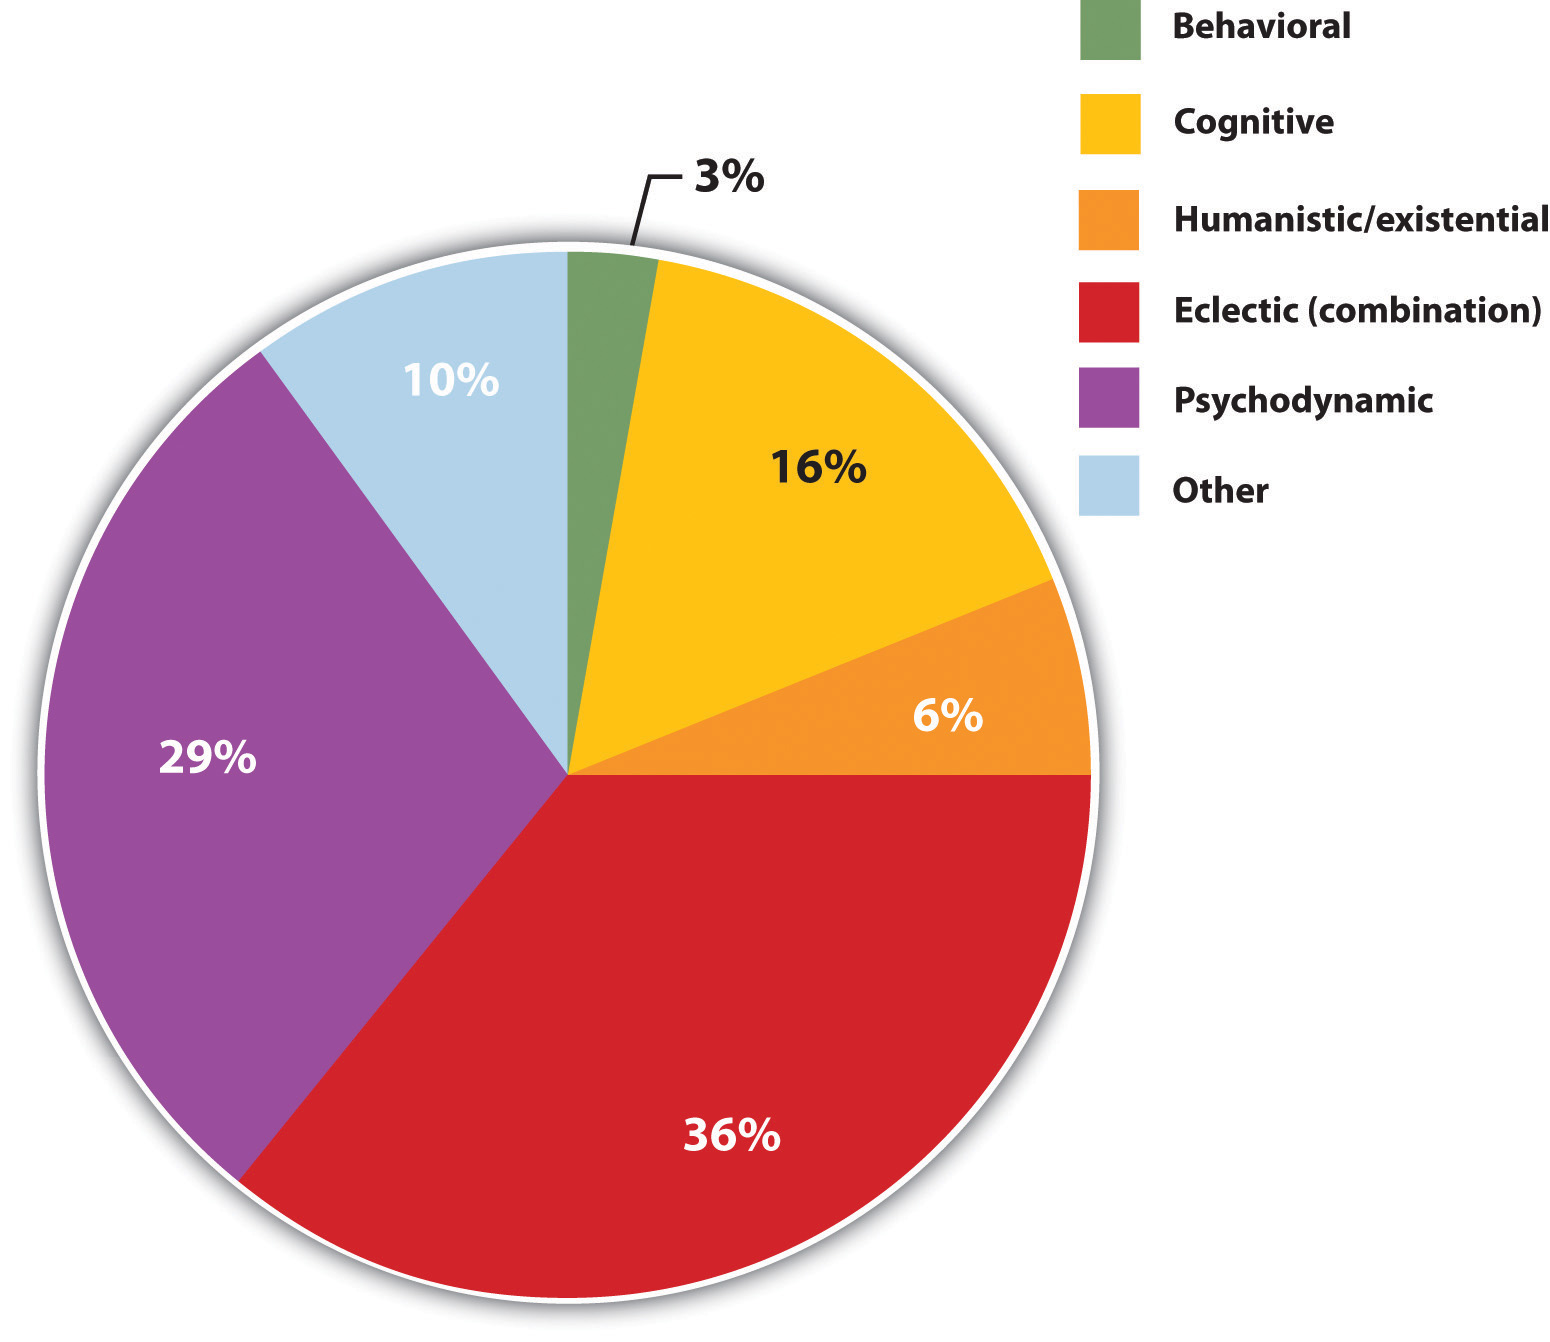 Behavioral
Cognitive
3%
Humanistic/existential
Eclectic (combination)
10%
Psychodynamic
16%
Other
6%
29%
36%